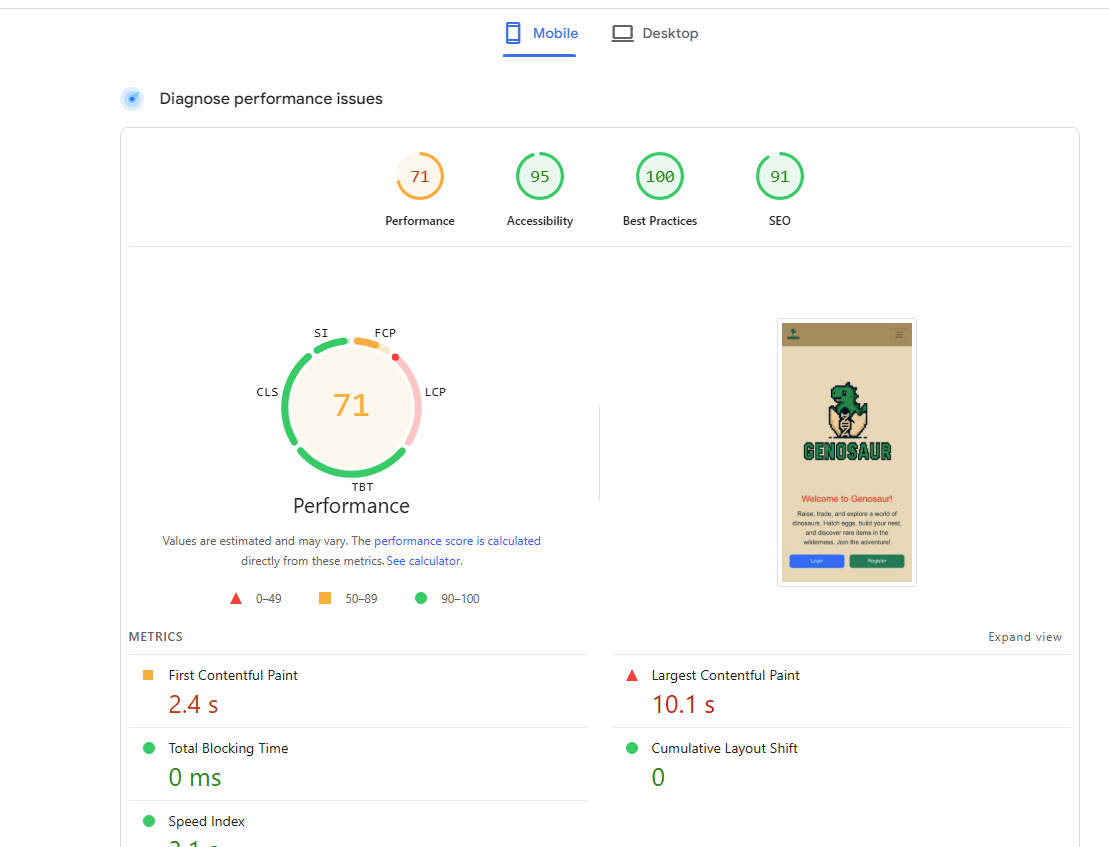 Mobile
Desktop
Diagnose performance issues
71
95
100
91
Performance
Accessibility
Best Practices
SEO
SI
FCP
CLS
LCP
71
TBT
Performance
Values are estimated and may vary. The performance score is calculated
directly from these metrics. See calculator.
0–49
50–89
90–100
GENOSAUR
Welcome to Genosaur!
Raise, trade, and explore a world of
dinosaurs. Hatch eggs, build your nest,
and discover rare items in the
wilderness. Join the adventure!
Login
Register
METRICS
Expand view
First Contentful Paint
2.4 s
Largest Contentful Paint
10.1 s
Total Blocking Time
0 ms
Cumulative Layout Shift
0
Speed Index